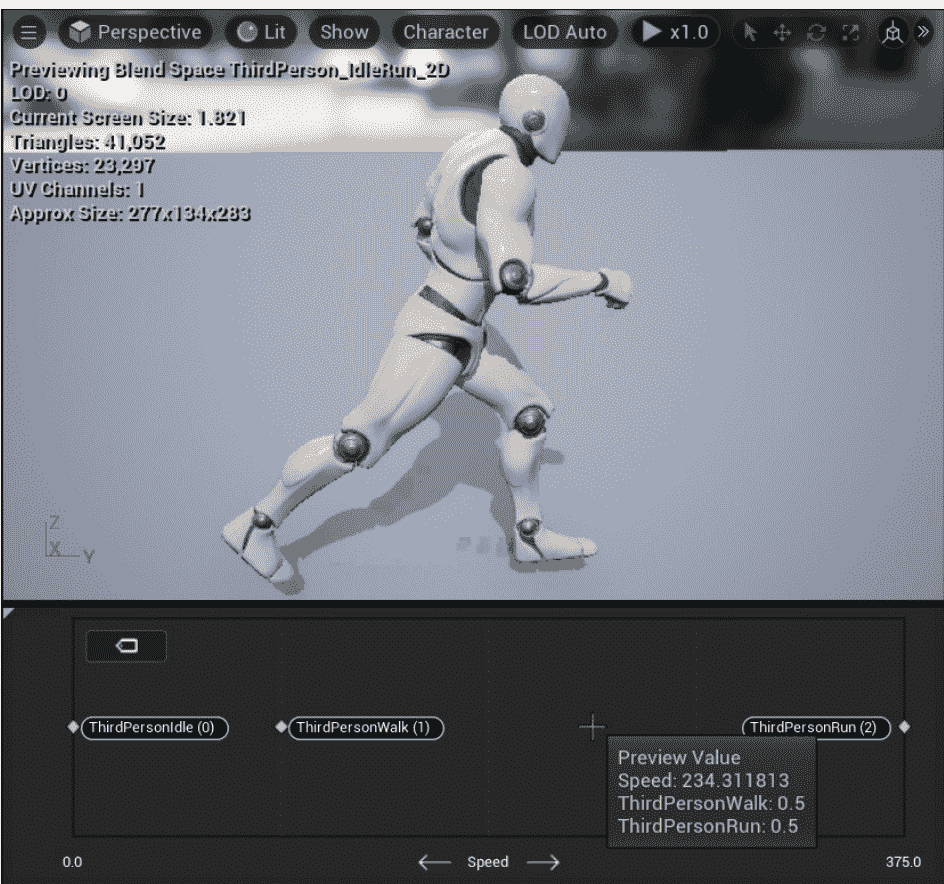 Perspective Lit Show Character LOD Auto x1.0
Previewing Blend Space ThirdPerson_IdleRun_2D
LOD: 0
Current Screen Size: 1.821
Triangles: 41,052
Vertices: 23,297
UV Channels: 1
Approx Size: 277x134x283
Z
X Y
ThirdPersonIdle (0) ThirdPersonWalk (1) ThirdPersonRun (2)
Preview Value
Speed: 234.311813
ThirdPersonWalk: 0.5
ThirdPersonRun: 0.5
0.0 Speed 375.0